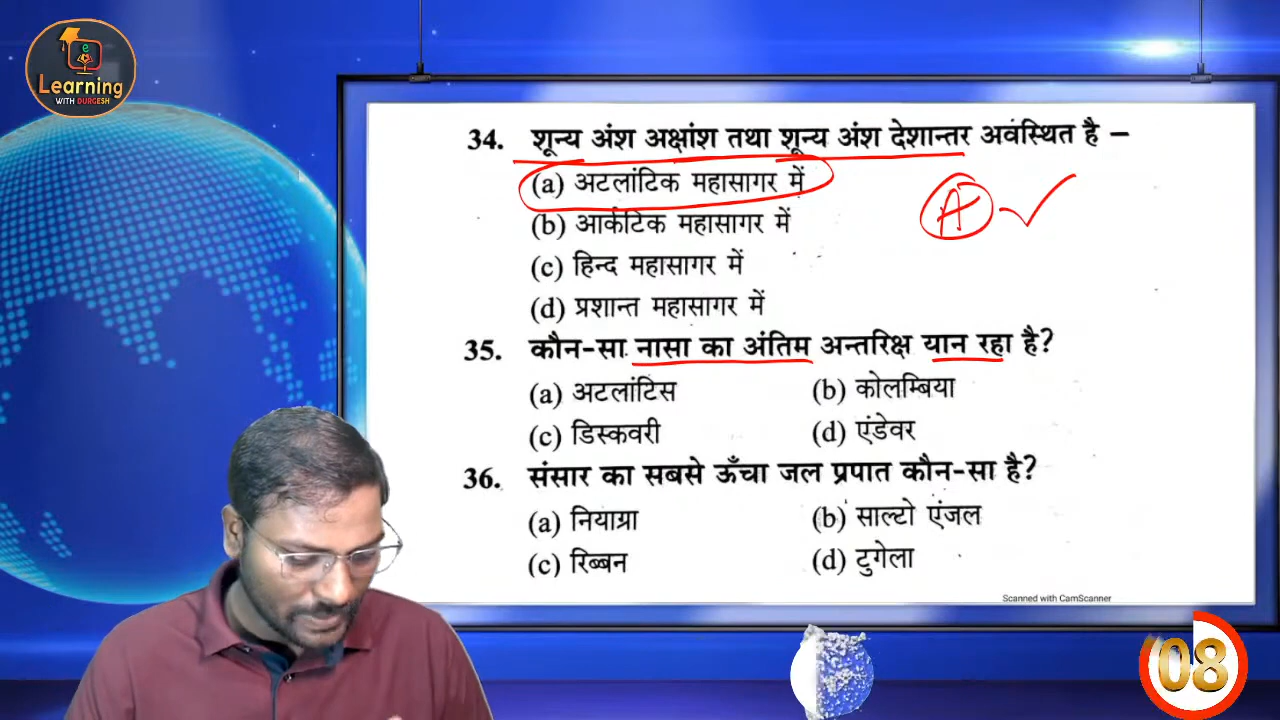 e
Learning
WITH DURGESH
34. शून्य अंश अक्षांश तथा शून्य अंश देशान्तर अवस्थित है –
(a) अटलांटिक महासागर में
A
(b) आर्कटिक महासागर में
(c) हिन्द महासागर में
(d) प्रशान्त महासागर में
35. कौन-सा नासा का अंतिम अन्तरिक्ष यान रहा है?
(a) अटलांटिस (b) कोलम्बिया
(c) डिस्कवरी (d) एंडेवर
36. संसार का सबसे ऊँचा जल प्रपात कौन-सा है?
(a) नियाग्रा (b) साल्टो एंजल
(c) रिब्बन (d) टुगेला
Scanned with CamScanner
08